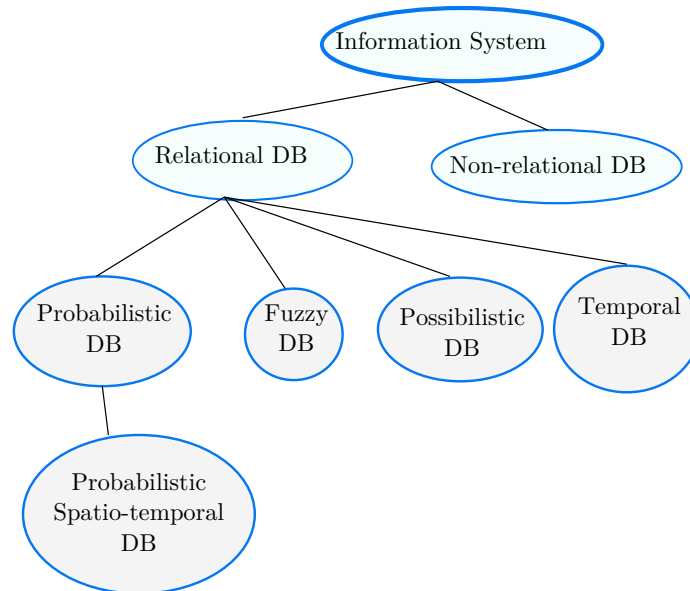 Information System
Relational DB
Non-relational DB
Probabilistic
DB
Fuzzy
DB
Possibilistic
DB
Temporal
DB
Probabilistic
Spatio-temporal
DB